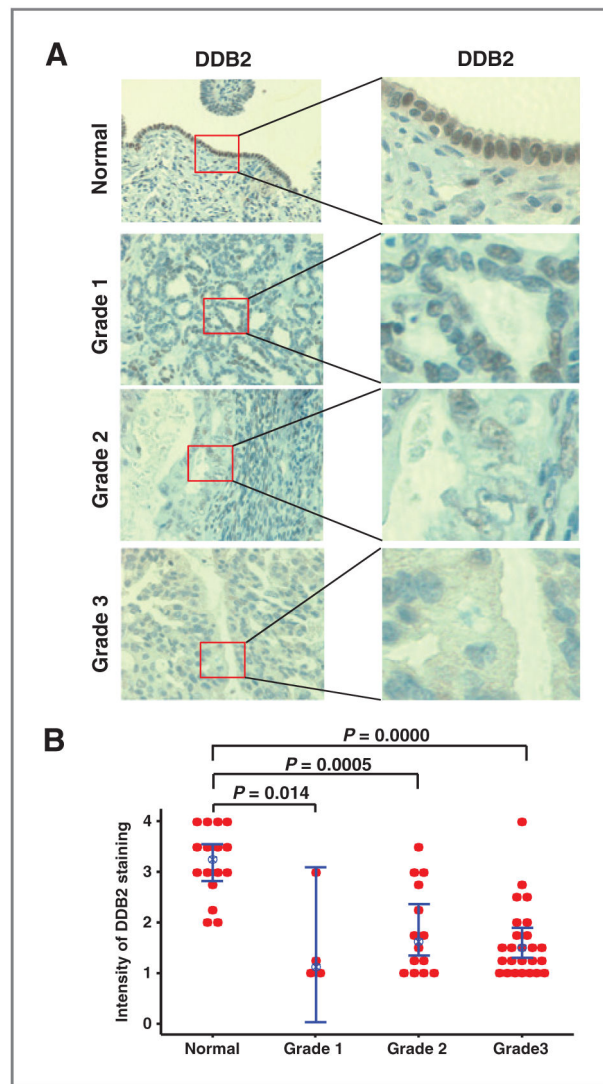 A
DDB2
DDB2
Normal
Grade 1
Grade 2
Grade 3
B
P = 0.0000
P = 0.0005
P = 0.014
Intensity of DDB2 staining
4
3
2
1
0
Normal
Grade 1
Grade 2
Grade3